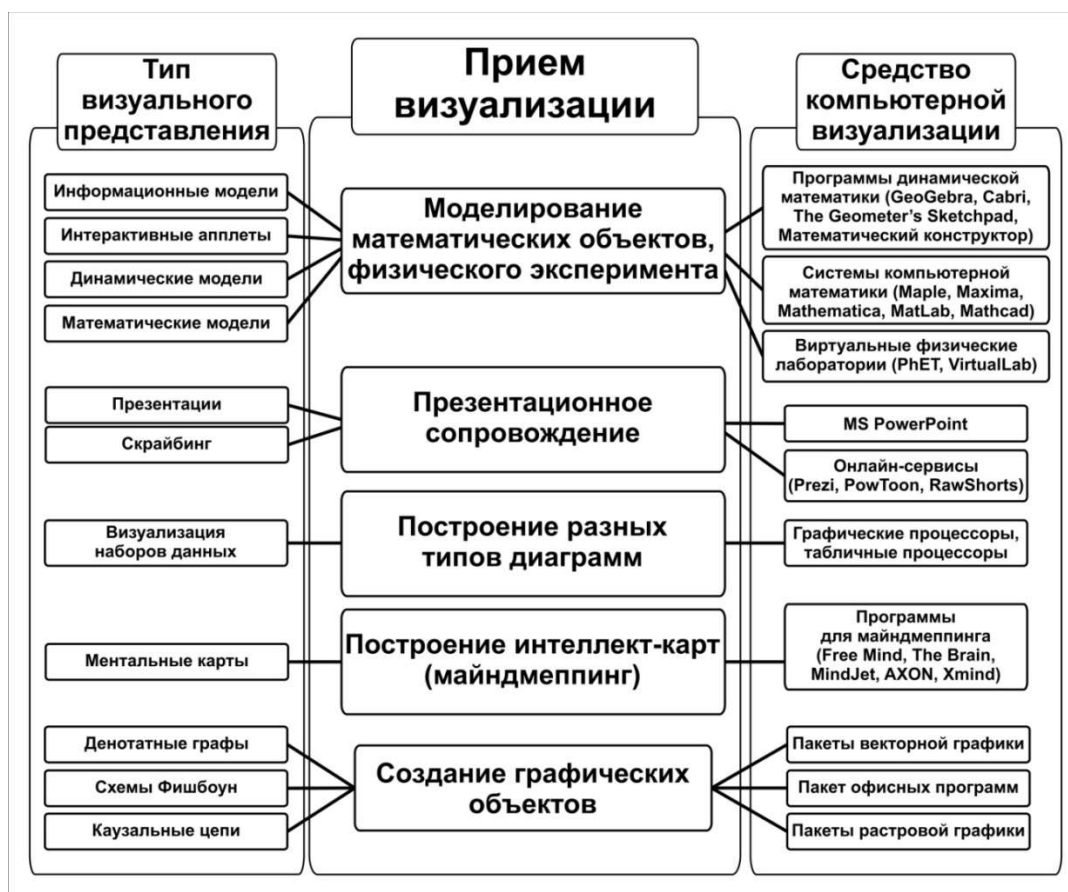 Тип
визуального
представления
Информационные модели
Интерактивные апплеты
Динамические модели
Математические модели
Презентации
Скрайбинг
Визуализация
наборов данных
Ментальные карты
Денотатные графы
Схемы Фишбоун
Каузальные цепи
Прием
визуализации
Моделирование
математических объектов,
физического эксперимента
Презентационное
сопровождение
Построение разных
типов диаграмм
Построение интеллект-карт
(майндмеппинг)
Создание графических
объектов
Средство
компьютерной
визуализации
Программы динамической
математики (GeoGebra, Cabri,
The Geometer’s Sketchpad,
Математический конструктор)
Системы компьютерной
математики (Maple, Maxima,
Mathematica, MatLab, Mathcad)
Виртуальные физические
лаборатории (PhET, VirtualLab)
MS PowerPoint
Онлайн-сервисы
(Prezi, PowToon, RawShorts)
Графические процессоры,
табличные процессоры
Программы
для майндмеппинга
(Free Mind, The Brain,
MindJet, AXON, Xmind)
Пакеты векторной графики
Пакет офисных программ
Пакеты растровой графики